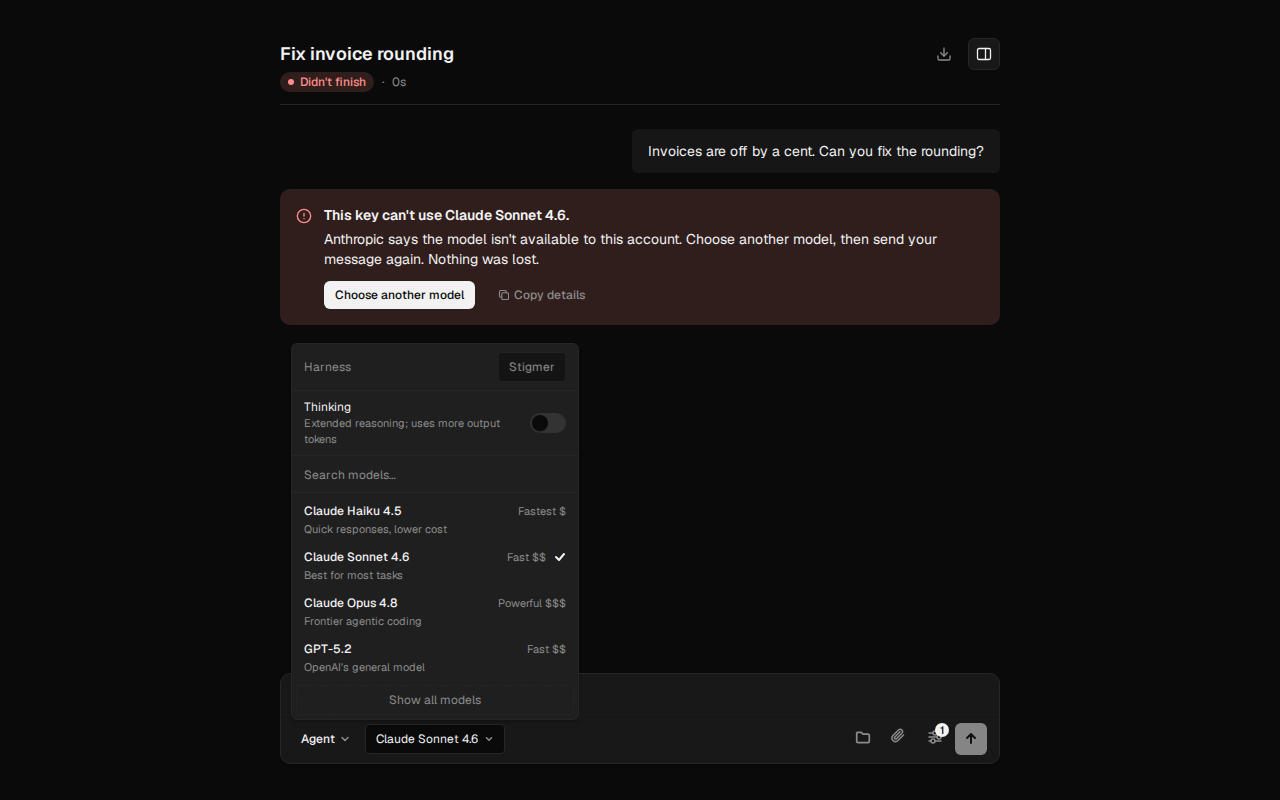 Fix invoice rounding
Didn't finish · 0s
Invoices are off by a cent. Can you fix the rounding?
This key can't use Claude Sonnet 4.6.
Anthropic says the model isn't available to this account. Choose another model, then send your
message again. Nothing was lost.
Choose another model Copy details
Harness Stigmer
Thinking
Extended reasoning; uses more output
tokens
Search models…
Claude Haiku 4.5 Fastest $
Quick responses, lower cost
Claude Sonnet 4.6 Fast $$
Best for most tasks
Claude Opus 4.8 Powerful $$$
Frontier agentic coding
GPT-5.2 Fast $$
OpenAI's general model
Show all models
Agent Claude Sonnet 4.6 1